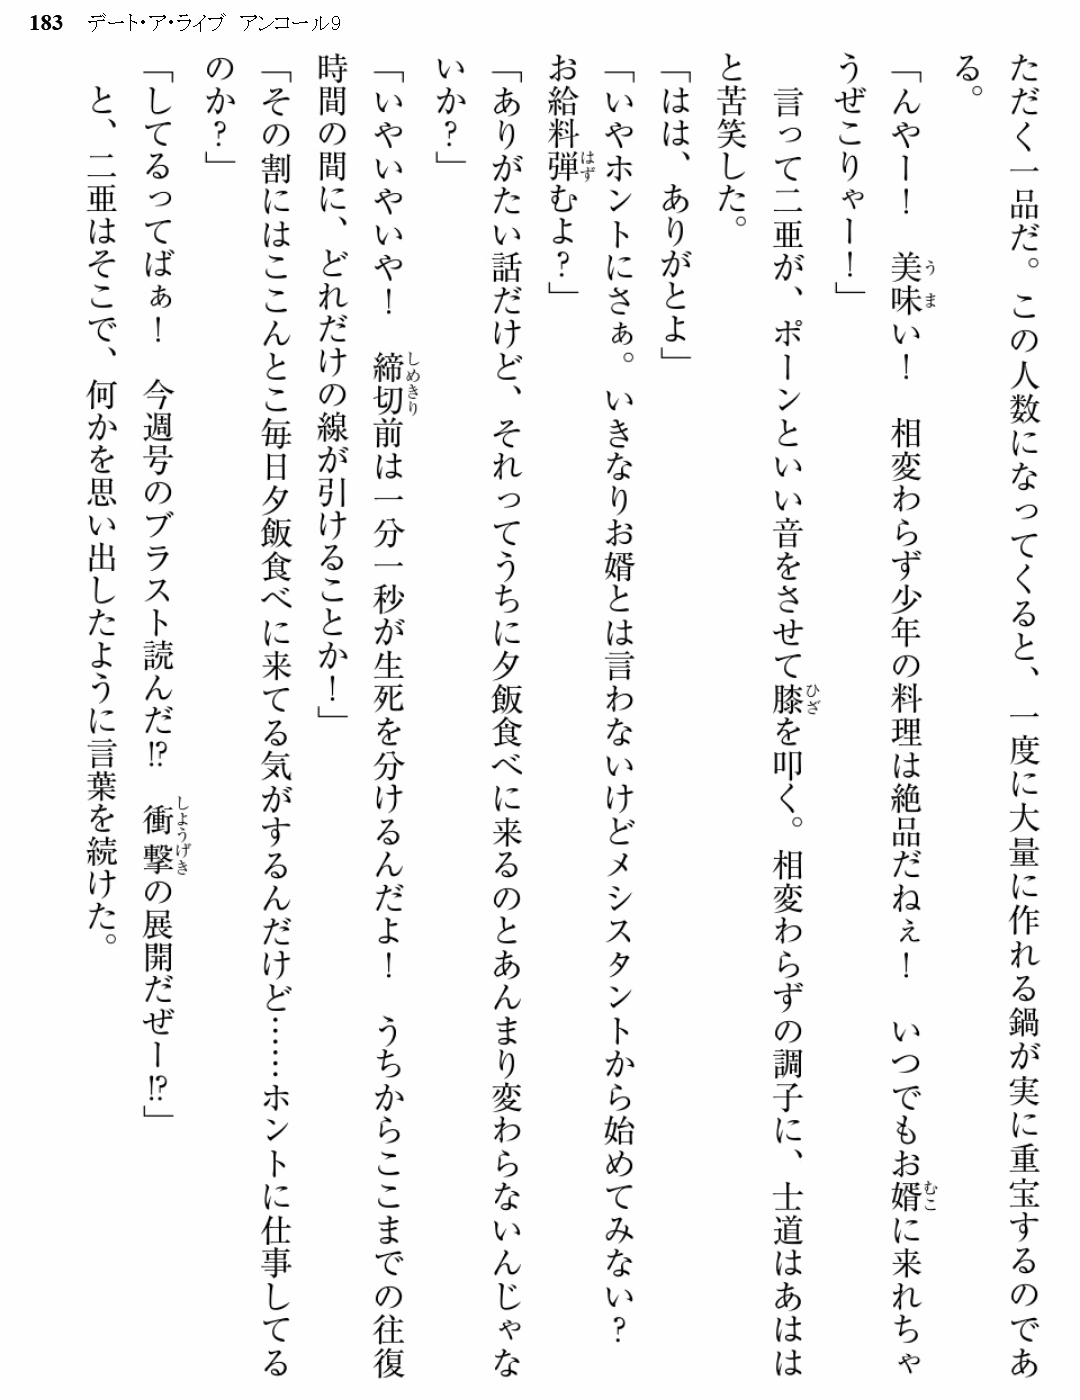 183 デート・ア・ライブ アンコール9
ただく一品だ。この人数になってくると、一度に大量に作れる鍋が実に重宝するのであ
る。
「んやー！　美味い！　相変わらず少年の料理は絶品だねぇ！　いつでもお婿に来れちゃ
うぜこりゃー！」
　言って二亜が、ポーンといい音をさせて膝を叩く。相変わらずの調子に、士道はあはは
と苦笑した。
「はは、ありがとよ」
「いやホントにさぁ。いきなりお婿とは言わないけどメシスタントから始めてみない？
お給料弾むよ？」
「ありがたい話だけど、それってうちに夕飯食べに来るのとあんまり変わらないんじゃな
いか？」
「いやいやいや！　締切前は一分一秒が生死を分けるんだよ！　うちからここまでの往復
時間の間に、どれだけの線が引けることか！」
「その割にはここんとこ毎日夕飯食べに来てる気がするんだけど……ホントに仕事してる
のか？」
「してるってばぁ！　今週号のブラスト読んだ!?　衝撃の展開だぜー!?」
　と、二亜はそこで、何かを思い出したように言葉を続けた。
うま
むこ
ひざ
はず
しめきり
しようげき